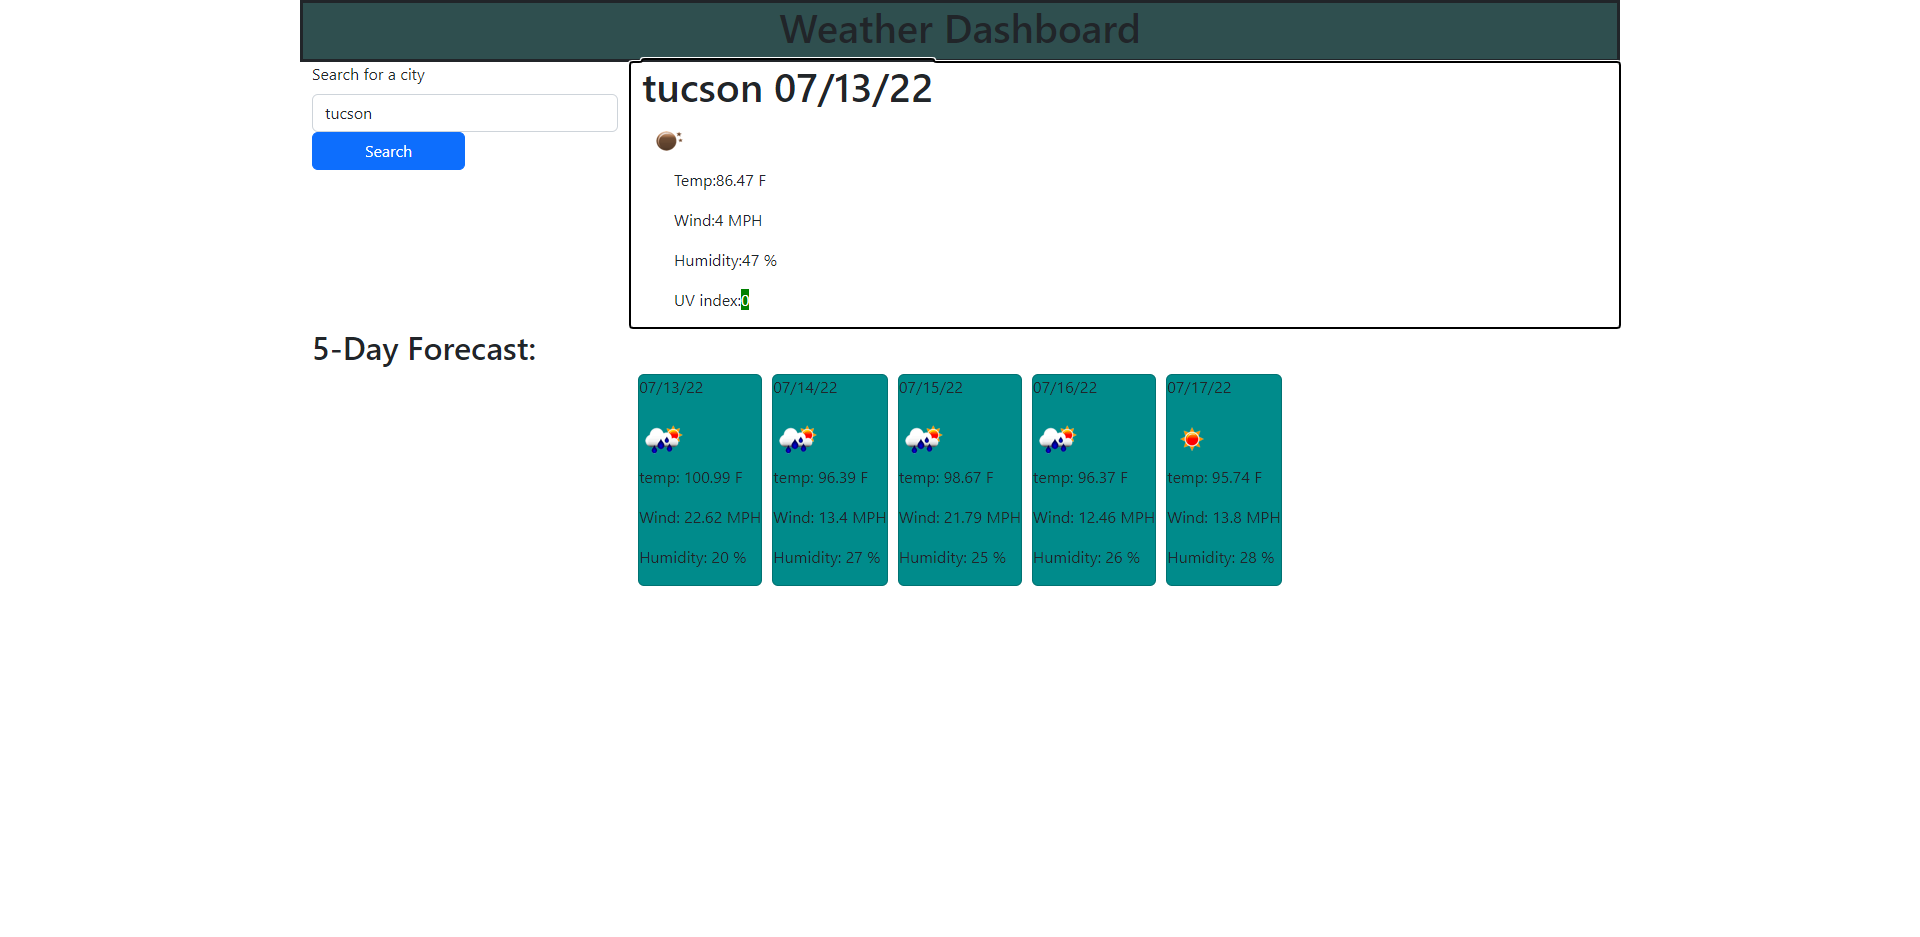 Weather Dashboard
Search for a city
tucson
Search
tucson 07/13/22
Temp:86.47 F
Wind:4 MPH
Humidity:47 %
UV index:0
5-Day Forecast:
07/13/22
temp: 100.99 F
Wind: 22.62 MPH
Humidity: 20 %
07/14/22
temp: 96.39 F
Wind: 13.4 MPH
Humidity: 27 %
07/15/22
temp: 98.67 F
Wind: 21.79 MPH
Humidity: 25 %
07/16/22
temp: 96.37 F
Wind: 12.46 MPH
Humidity: 26 %
07/17/22
temp: 95.74 F
Wind: 13.8 MPH
Humidity: 28 %